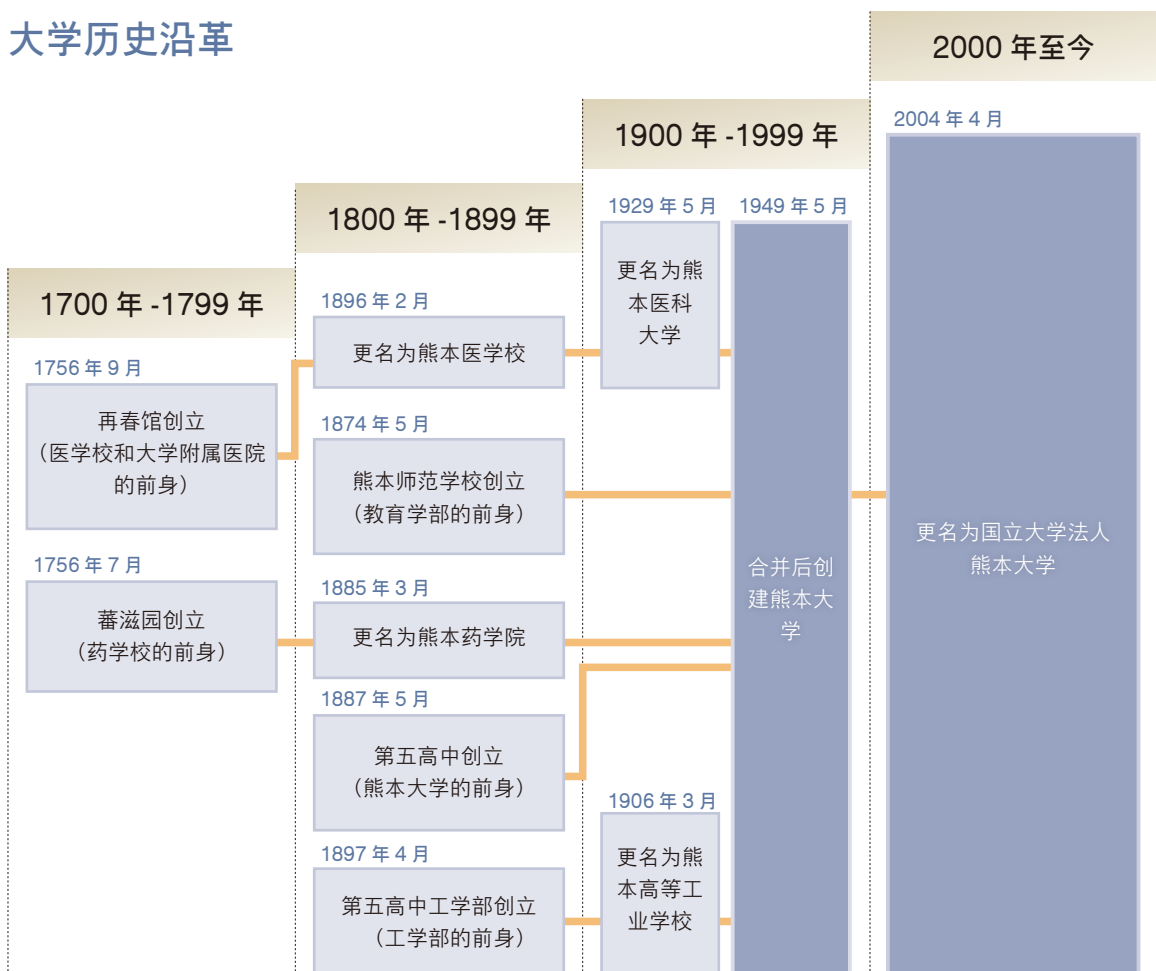 大学历史沿革
1700 年 -1799 年
1756 年 9 月
再春馆创立
（医学校和大学附属医院
的前身）
1756 年 7 月
蕃滋园创立
（药学校的前身）
1800 年 -1899 年
1896 年 2 月
更名为熊本医学校
1874 年 5 月
熊本师范学校创立
（教育学部的前身）
1885 年 3 月
更名为熊本药学院
1887 年 5 月
第五高中创立
（熊本大学的前身）
1897 年 4 月
第五高中工学部创立
（工学部的前身）
1900 年 -1999 年
1929 年 5 月
更名为熊
本医科
大学
1906 年 3 月
更名为熊
本高等工
业学校
1949 年 5 月
合并后创
建熊本大
学
2000 年至今
2004 年 4 月
更名为国立大学法人
熊本大学